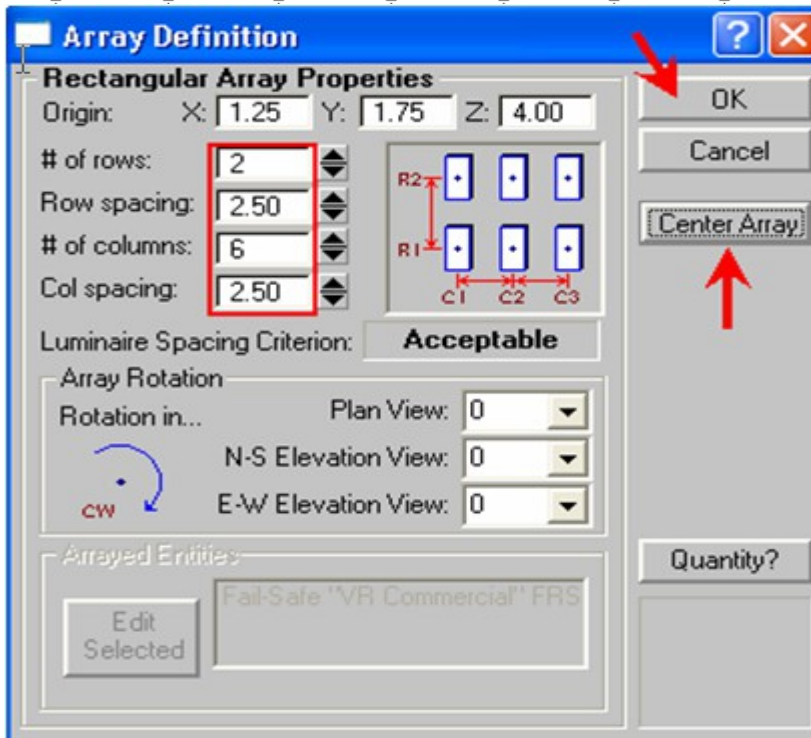 Array Definition
Rectangular Array Properties
Origin: X: 1.25 Y: 1.75 Z: 4.00
# of rows: 2
Row spacing: 2.50
# of columns: 6
Col spacing: 2.50
R2
R1
C1 C2 C3
Luminaire Spacing Criterion: Acceptable
Array Rotation
Rotation in...
CW
Plan View: 0
N-S Elevation View: 0
E-W Elevation View: 0
Arrayed Entities
Edit
Selected
Fail-Safe "VR Commercial" FRS
OK
Cancel
Center Array
Quantity?